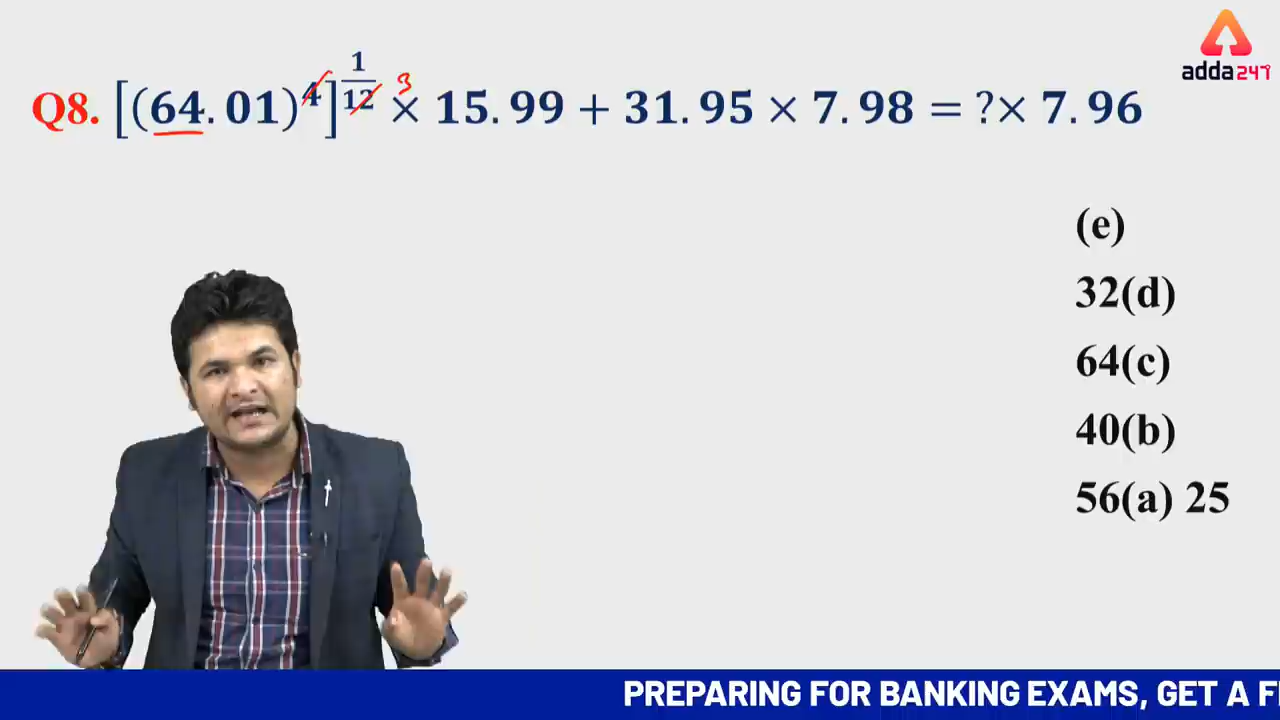 adda247
Q8. [(64.01)^4]^(1/12) 3 × 15.99 + 31.95 × 7.98 = ?× 7.96
(e)
32(d)
64(c)
40(b)
56(a) 25
PREPARING FOR BANKING EXAMS, GET A F